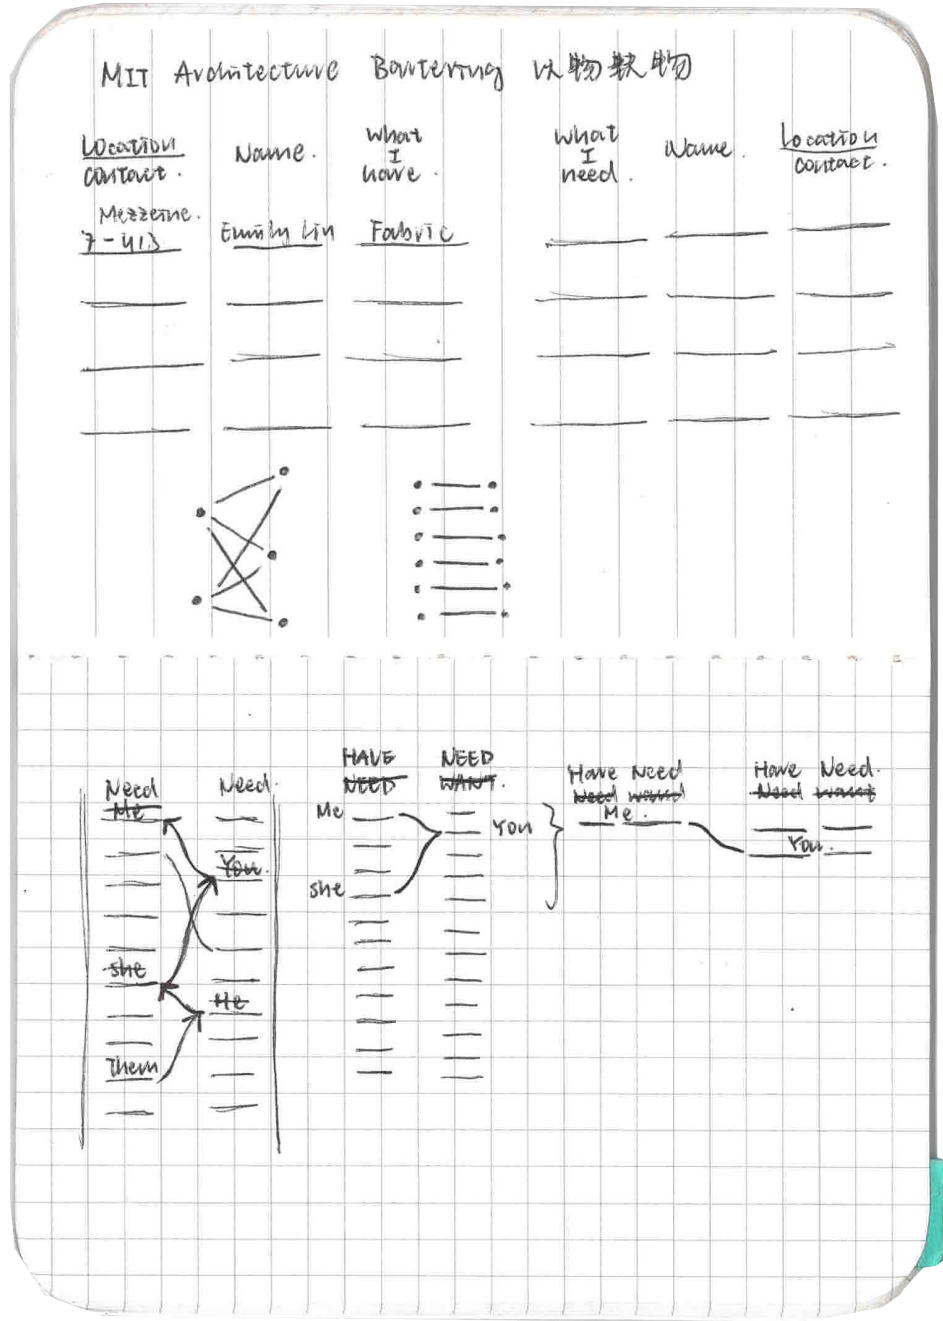 MIT Architecture Bartering 以物 物
Location What What Location
contact. Name. I I Name. contact.
have. need.
Mezzeine.
7-413 Emily Lin Fabric
HAVE NEED
NEED WANT.
Need Need.
Have Need Have Need.
Need want Need want
Me
Me You
Me.
You.
You.
she
she
He
Them